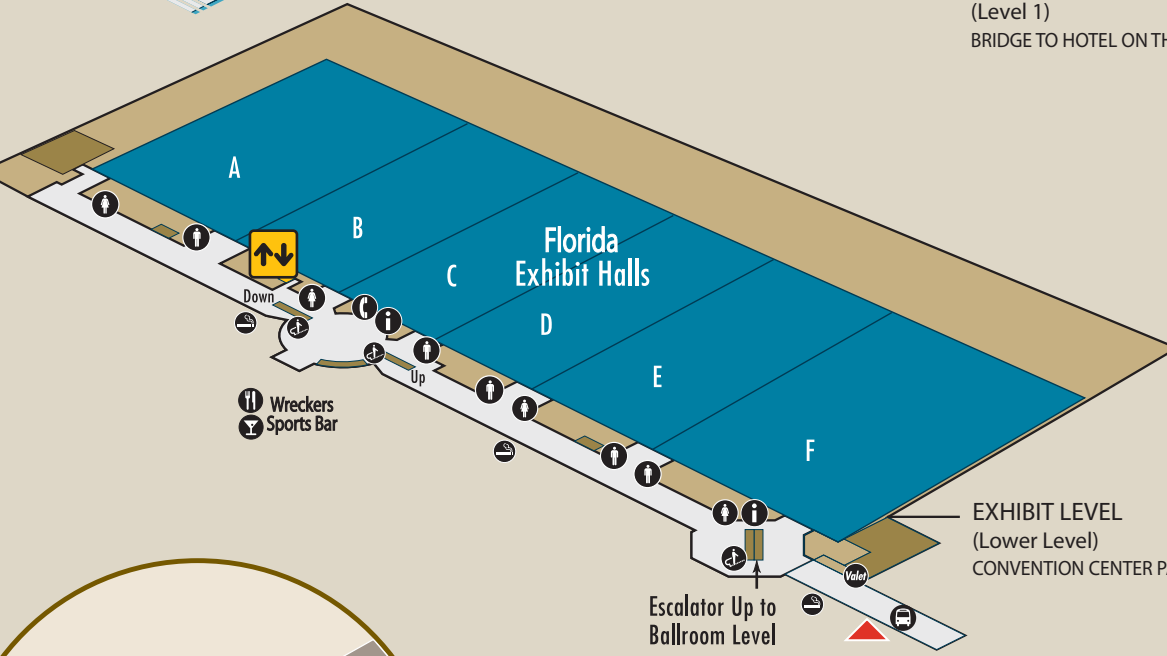 (Level 1)
BRIDGE TO HOTEL ON TH
A
B
Florida
Exhibit Halls
C
D
Down
Up
E
Wreckers
Sports Bar
F
EXHIBIT LEVEL
(Lower Level)
CONVENTION CENTER PA
Valet
Escalator Up to
Ballroom Level